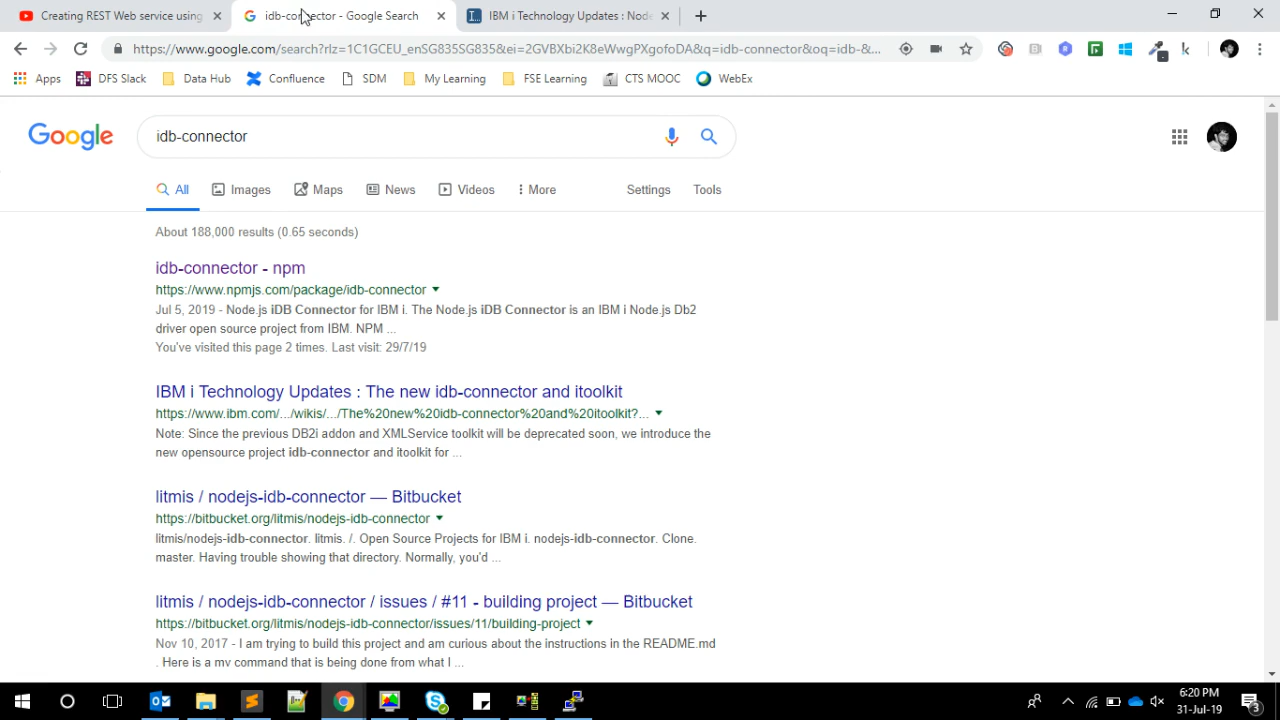 Creating REST Web service using
idb-connector - Google Search
IBM i Technology Updates : Node
https://www.google.com/search?rlz=1C1GCEU_enSG835SG835&ei=2GVBXbi2K8eWwgPXgofoDA&q=idb-connector&oq=idb-&...
Apps
DFS Slack
Data Hub
Confluence
SDM
My Learning
FSE Learning
CTS MOOC
WebEx
Google
idb-connector
All
Images
Maps
News
Videos
More
Settings
Tools
About 188,000 results (0.65 seconds)
idb-connector - npm
https://www.npmjs.com/package/idb-connector
Jul 5, 2019 - Node.js iDB Connector for IBM i. The Node.js iDB Connector is an IBM i Node.js Db2
driver open source project from IBM. NPM ...
You've visited this page 2 times. Last visit: 29/7/19
IBM i Technology Updates : The new idb-connector and itoolkit
https://www.ibm.com/.../wikis/.../The%20new%20idb-connector%20and%20itoolkit?...
Note: Since the previous DB2i addon and XMLService toolkit will be deprecated soon, we introduce the
new opensource project idb-connector and itoolkit for ...
litmis / nodejs-idb-connector — Bitbucket
https://bitbucket.org/litmis/nodejs-idb-connector
litmis/nodejs-idb-connector. litmis. /. Open Source Projects for IBM i. nodejs-idb-connector. Clone.
master. Having trouble showing that directory. Normally, you'd ...
litmis / nodejs-idb-connector / issues / #11 - building project — Bitbucket
https://bitbucket.org/litmis/nodejs-idb-connector/issues/11/building-project
Nov 10, 2017 - I am trying to build this project and am curious about the instructions in the README.md
. Here is a mv command that is being done from what I ...
6:20 PM
31-Jul-19
3